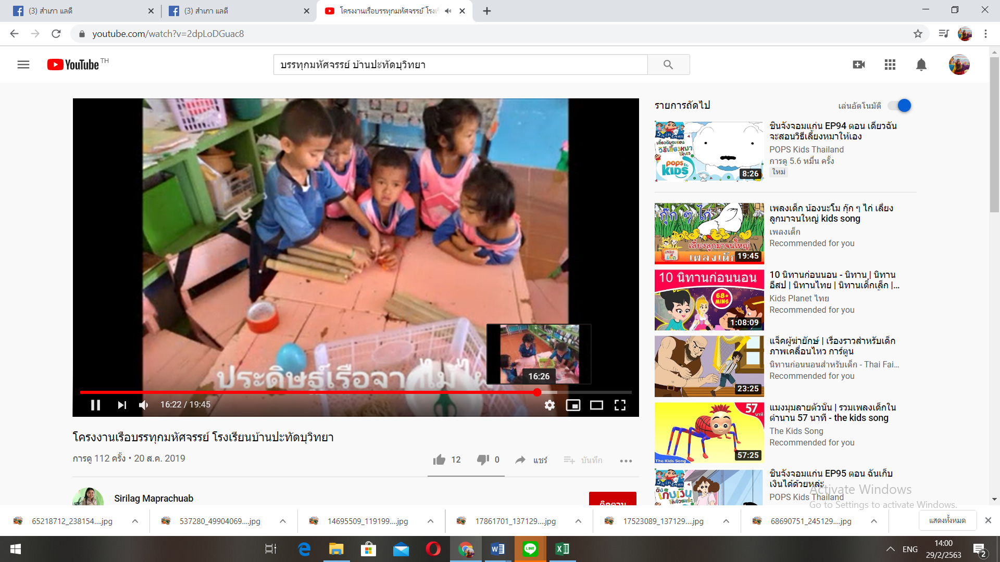 (3) สำเภา แลดี
(3) สำเภา แลดี
โครงงานเรือบรรทุกมหัศจรรย์ โรงเรี
youtube.com/watch?v=2dpLoDGuac8
YouTube TH
บรรทุกมหัศจรรย์ บ้านปะทัดบุวิทยา
16:26
16:22 / 19:45
โครงงานเรือบรรทุกมหัศจรรย์ โรงเรียนบ้านปะทัดบุวิทยา
การดู 112 ครั้ง • 20 ส.ค. 2019
12
0
แชร์
บันทึก
Sirilag Maprachuab
รายการถัดไป
เล่นอัตโนมัติ
8:26
ชินจังจอมแก่น EP94 ตอน เดี๋ยวฉัน
จะสอนวิธีเลี้ยงหมาให้เอง
POPS Kids Thailand
การดู 5.6 หมื่น ครั้ง
ใหม่
กุ๊ก ๆ ไก่
เลี้ยงลูกมาจนใหญ่
19:45
เพลงเด็ก น้องนะโม กุ๊ก ๆ ไก่ เลี้ยง
ลูกมาจนใหญ่ kids song
เพลงเด็ก
Recommended for you
10 นิทานก่อนนอน
68+
MINS
1:08:09
10 นิทานก่อนนอน - นิทาน | นิทาน
อีสป | นิทานไทย | นิทานเด็กเล็ก |...
Kids Planet ไทย
Recommended for you
23:25
แจ็คผู้ฆ่ายักษ์ | เรื่องราวสำหรับเด็ก
ภาพเคลื่อนไหว การ์ตูน
นิทานก่อนนอนสำหรับเด็ก - Thai Fai...
Recommended for you
57
นาที
The Kids Song
57:25
แมงมุมลายตัวนั้น | รวมเพลงเด็กใน
ตำนาน 57 นาที - the kids song
The Kids Song
Recommended for you
ชินจังจอมแก่น EP95 ตอน ฉันเก็บ
เงินได้ด้วยหล่ะ
POPS Kids Thailand
Activate Windows
Go to Settings to activate Windows.
65218712_238154....jpg
537280_49904069....jpg
14695509_119199....jpg
17861701_137129....jpg
17523089_137129....jpg
68690751_245129....jpg
แสดงทั้งหมด
ENG
14:00
29/2/2563
2